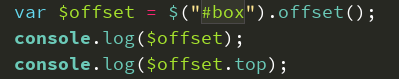 var $offset = $("#box").offset();
console.log($offset);
console.log($offset.top);